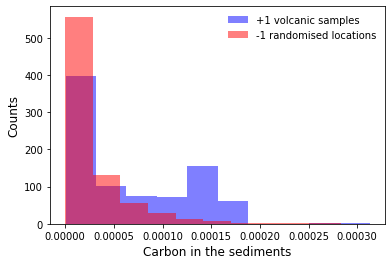 +1 volcanic samples
-1 randomised locations
500
400
300
200
100
0
Counts
0.00000 0.00005 0.00010 0.00015 0.00020 0.00025 0.00030
Carbon in the sediments